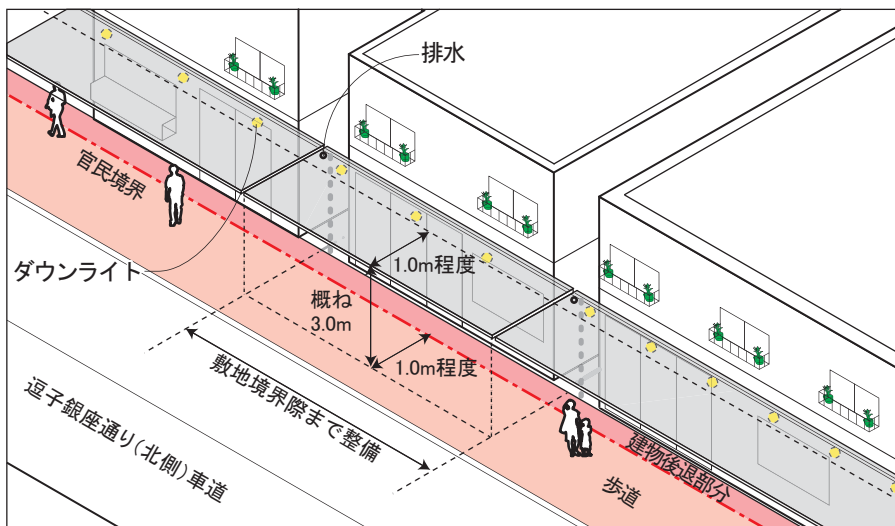 排水
官民境界
ダウンライト
1.0m程度
概ね
3.0m
1.0m程度
敷地境界際まで整備
逗子銀座通り(北側)車道
建物後退部分
歩道